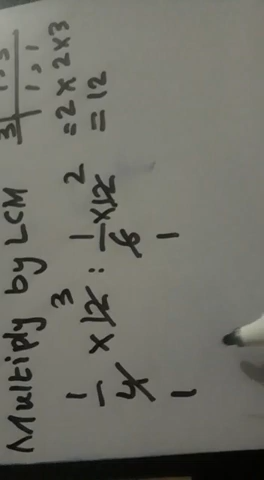 3 | 1, 1
= 2 x 2 x 3
= 12
Multiply by LCM
3 2
1/4 x 12 : 1/6 x 12
1 1